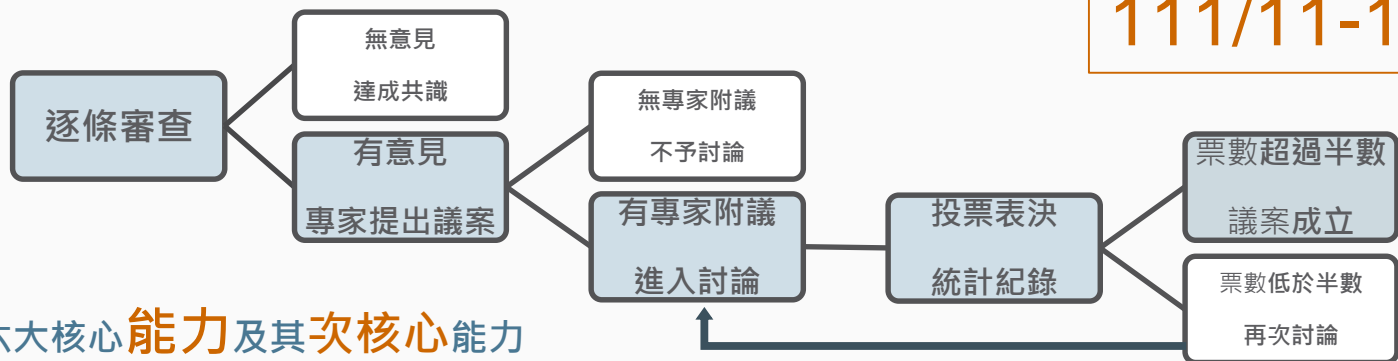 111/11-1
無意見
達成共識
逐條審查
有意見
專家提出議案
無專家附議
不予討論
有專家附議
進入討論
投票表決
統計紀錄
票數超過半數
議案成立
票數低於半數
再次討論
六大核心能力及其次核心能力